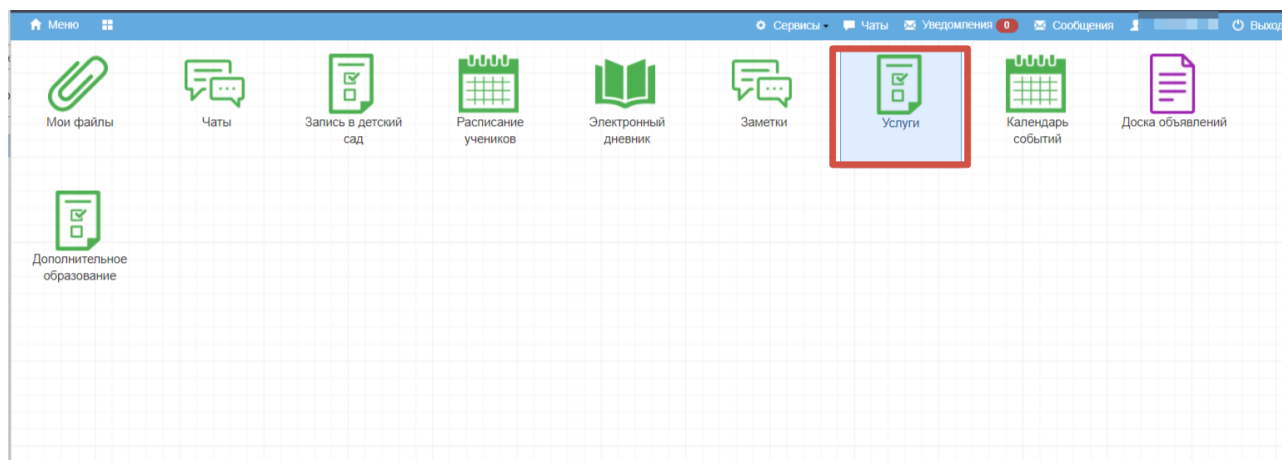 Меню
Сервисы
Чаты
Уведомления 0
Сообщения
Выход
Мои файлы
Чаты
Запись в детский
сад
Расписание
учеников
Электронный
дневник
Заметки
Услуги
Календарь
событий
Доска объявлений
Дополнительное
образование